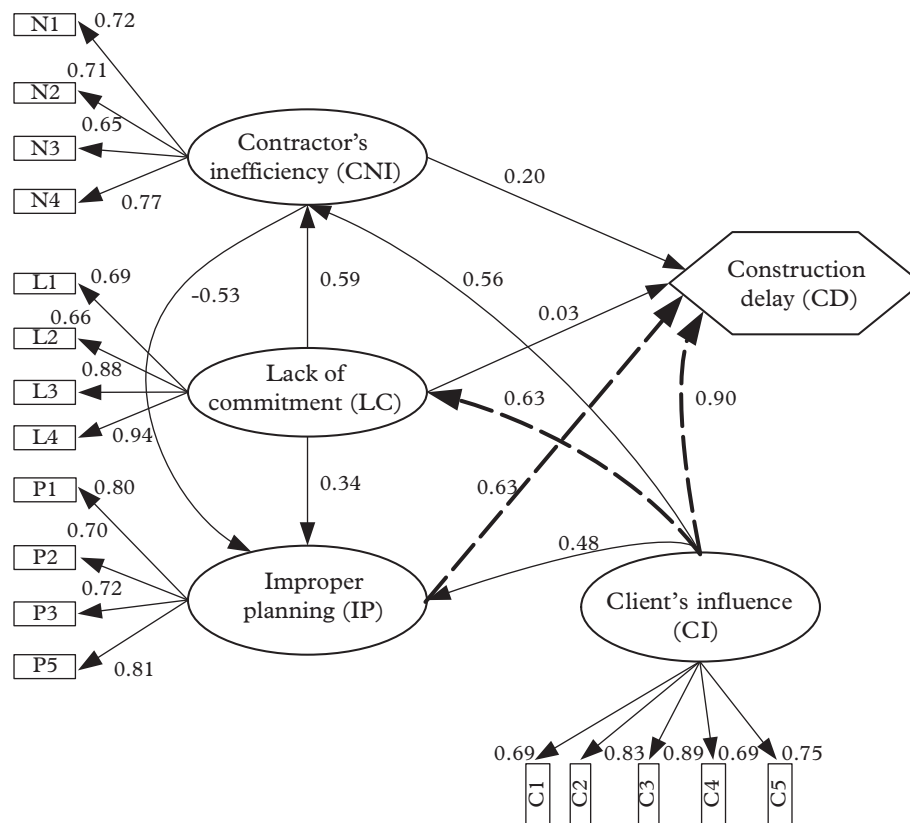 N1
0.72
0.71
N2
0.65
N3
N4
0.77
Contractor's
inefficiency (CNI)
0.20
L1
0.69
-0.53
0.59
0.56
Construction
delay (CD)
L2
0.66
0.03
L3
0.88
Lack of
commitment (LC)
0.63
0.90
L4
0.94
P1
0.80
0.34
0.63
P2
0.70
0.48
P3
0.72
Improper
planning (IP)
Client's influence
(CI)
P5
0.81
0.69
0.83
0.89
0.69
0.75
C1
C2
C3
C4
C5